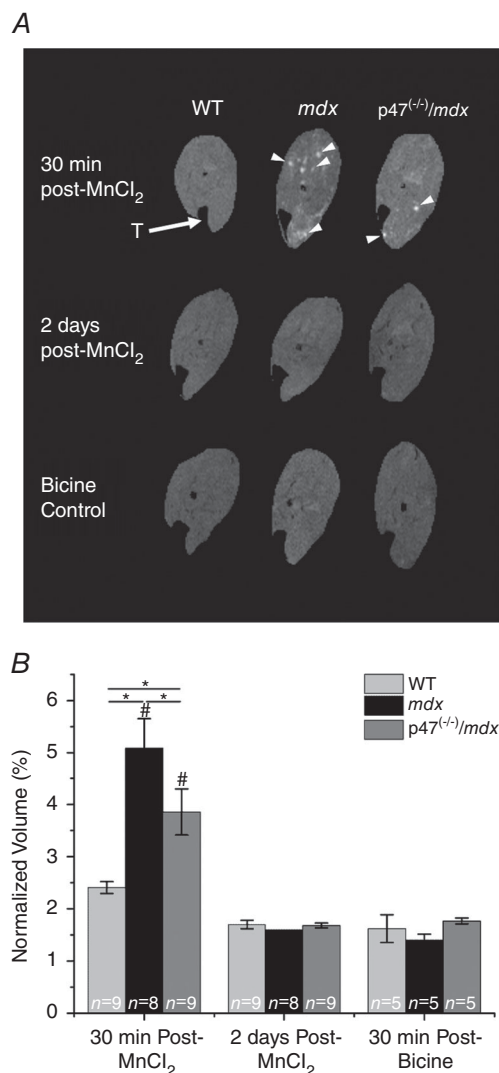 A
WT
mdx
p47(-/-)/mdx
30 min
post-MnCl2
T
2 days
post-MnCl2
Bicine
Control
B
Normalized Volume (%)
6
5
4
3
2
1
0
*
* *
#
#
WT
mdx
p47(-/-)/mdx
n=9 n=8 n=9 n=9 n=8 n=9 n=5 n=5 n=5
30 min Post- 2 days Post- 30 min Post-
MnCl2 MnCl2 Bicine